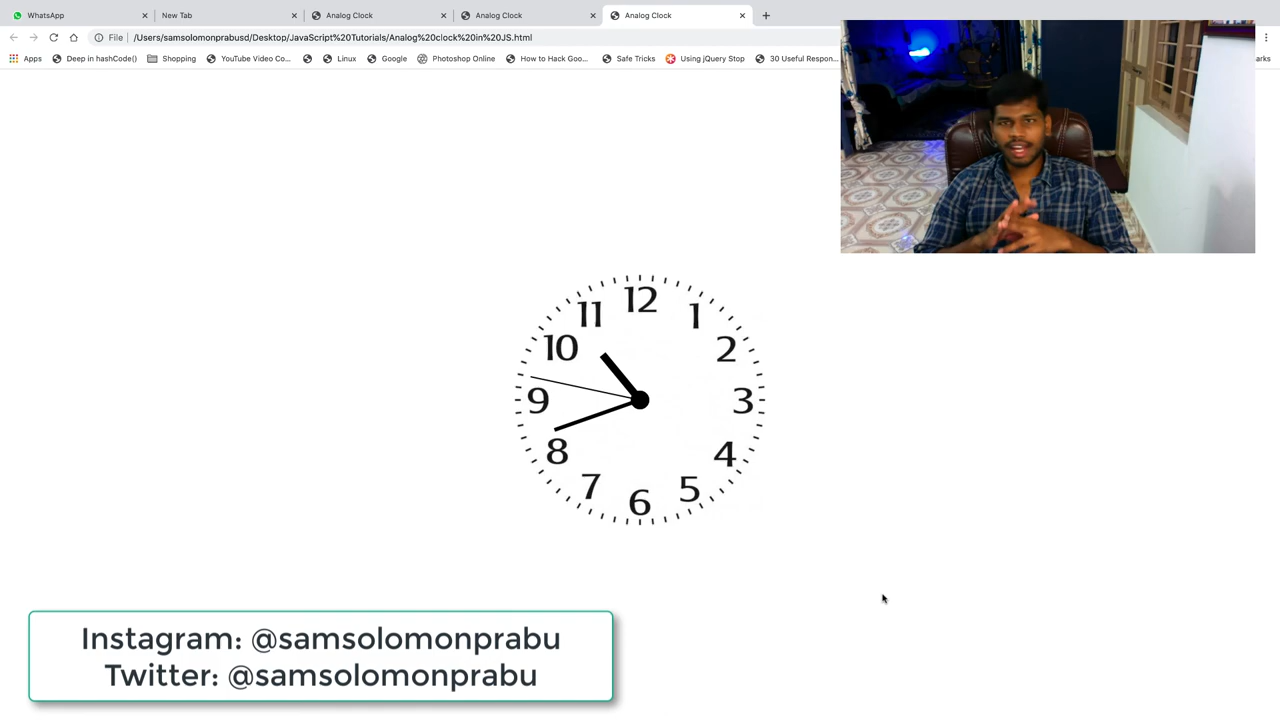 WhatsApp
New Tab
Analog Clock
Analog Clock
Analog Clock
File
/Users/samsolomonprabusd/Desktop/JavaScript%20Tutorials/Analog%20clock%20in%20JS.html
Apps
Deep in hashCode()
Shopping
YouTube Video Co...
Linux
Google
Photoshop Online
How to Hack Goo...
Safe Tricks
Using jQuery Stop
30 Useful Respon...
arks
12
1
2
3
4
5
6
7
8
9
10
11
Instagram: @samsolomonprabu
Twitter: @samsolomonprabu